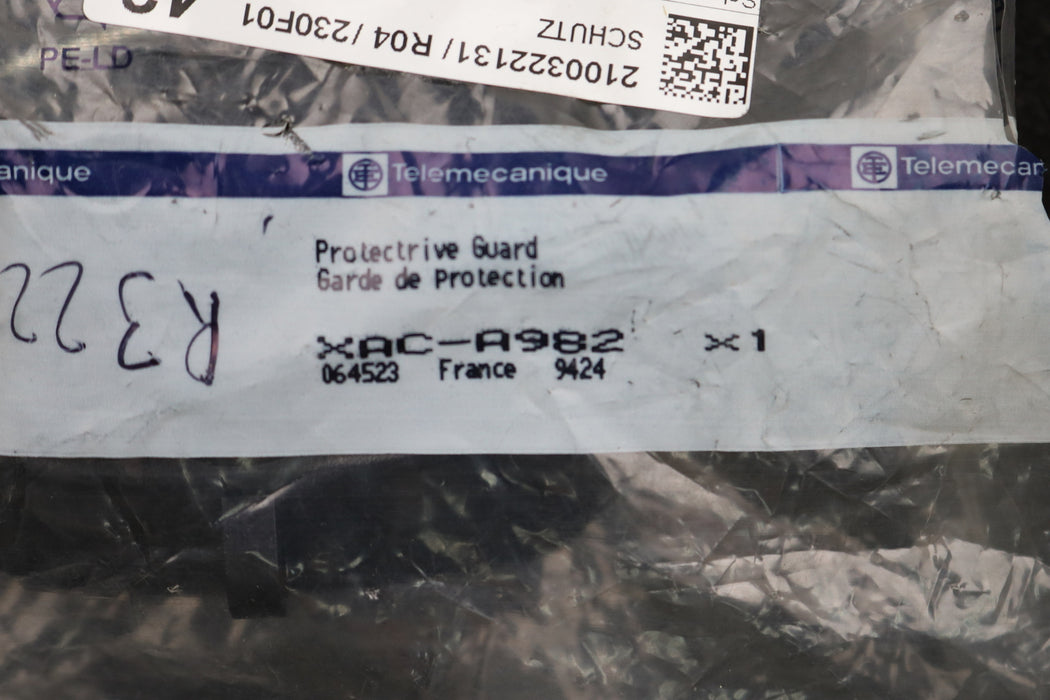 PE-LD
2100322131 / R04 / 230F01
SCHUTZ
anique Telemecanique Telemecan
Protectrive Guard
Garde de Protection
XAC-A982 x1
064523 France 9424
R322